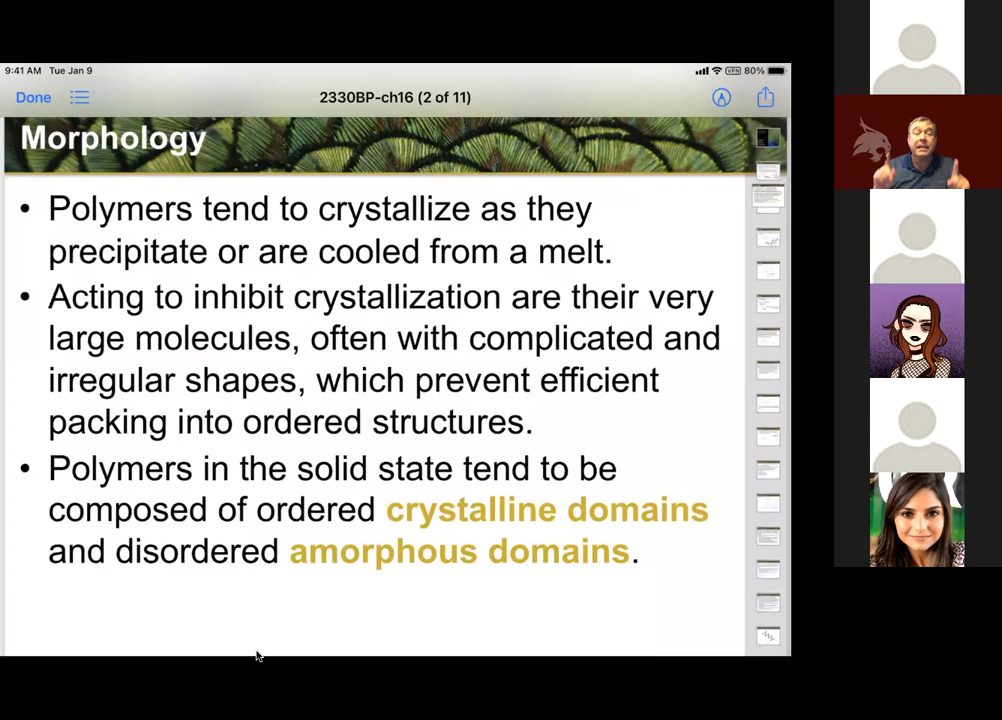 9:41 AM Tue Jan 9
VPN 80%
Done
2330BP-ch16 (2 of 11)
Morphology
• Polymers tend to crystallize as they
precipitate or are cooled from a melt.
• Acting to inhibit crystallization are their very
large molecules, often with complicated and
irregular shapes, which prevent efficient
packing into ordered structures.
• Polymers in the solid state tend to be
composed of ordered crystalline domains
and disordered amorphous domains.